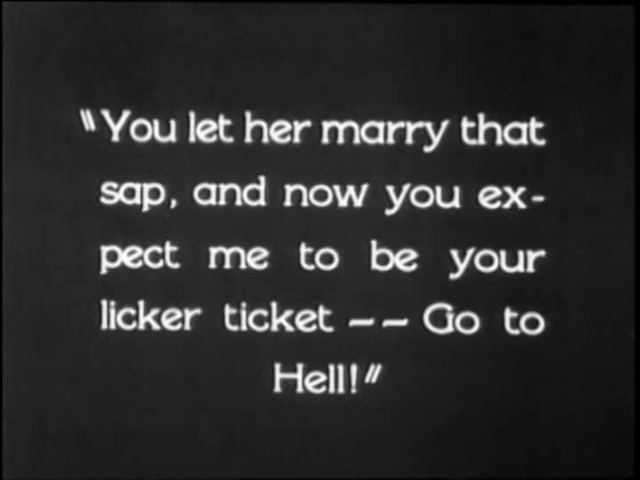 "You let her marry that
sap, and now you ex-
pect me to be your
licker ticket -- Go to
Hell!"